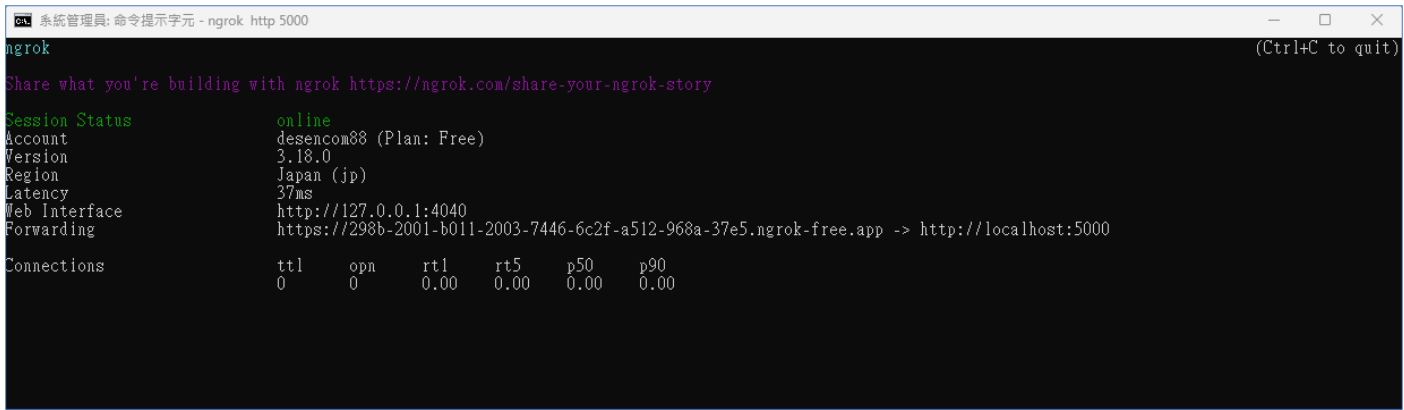 系統管理員: 命令提示字元 - ngrok  http 5000
ngrok (Ctrl+C to quit)
Share what you're building with ngrok https://ngrok.com/share-your-ngrok-story
Session Status online
Account desencom88 (Plan: Free)
Version 3.18.0
Region Japan (jp)
Latency 37ms
Web Interface http://127.0.0.1:4040
Forwarding https://298b-2001-b011-2003-7446-6c2f-a512-968a-37e5.ngrok-free.app -> http://localhost:5000
Connections ttl opn rt1 rt5 p50 p90
0 0 0.00 0.00 0.00 0.00